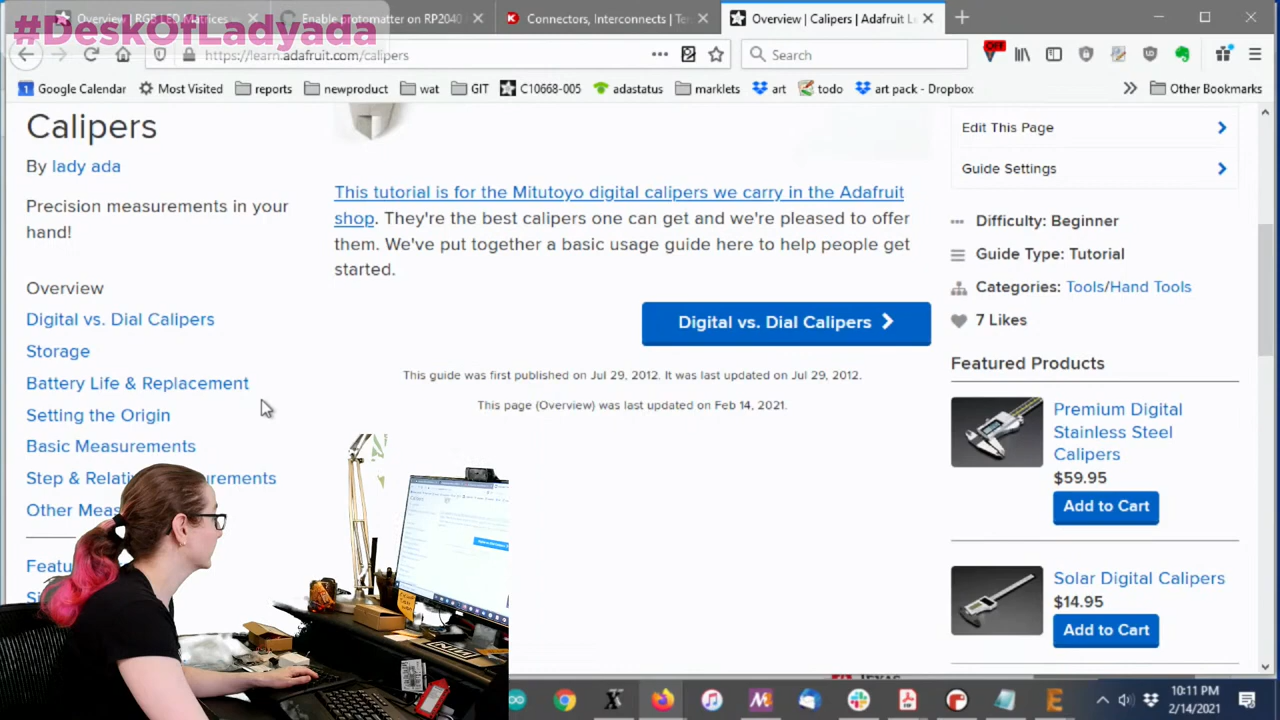 #DeskOfLadyada
Overview | RGB LED Matrices
Enable protomatter on RP2040
Connectors, Interconnects | Ter
Overview | Calipers | Adafruit L
https://learn.adafruit.com/calipers
Search
OFF
Google Calendar
Most Visited
reports
newproduct
wat
GIT
C10668-005
adastatus
marklets
art
todo
art pack - Dropbox
Other Bookmarks
Calipers
By lady ada
Precision measurements in your
hand!
Overview
Digital vs. Dial Calipers
Storage
Battery Life & Replacement
Setting the Origin
Basic Measurements
Step & Rela urements
Other Meas
Featu
This tutorial is for the Mitutoyo digital calipers we carry in the Adafruit
shop. They're the best calipers one can get and we're pleased to offer
them. We've put together a basic usage guide here to help people get
started.
Digital vs. Dial Calipers
This guide was first published on Jul 29, 2012. It was last updated on Jul 29, 2012.
This page (Overview) was last updated on Feb 14, 2021.
Edit This Page
Guide Settings
Difficulty: Beginner
Guide Type: Tutorial
Categories: Tools/Hand Tools
7 Likes
Featured Products
Premium Digital
Stainless Steel
Calipers
$59.95
Add to Cart
Solar Digital Calipers
$14.95
Add to Cart
10:11 PM
2/14/2021